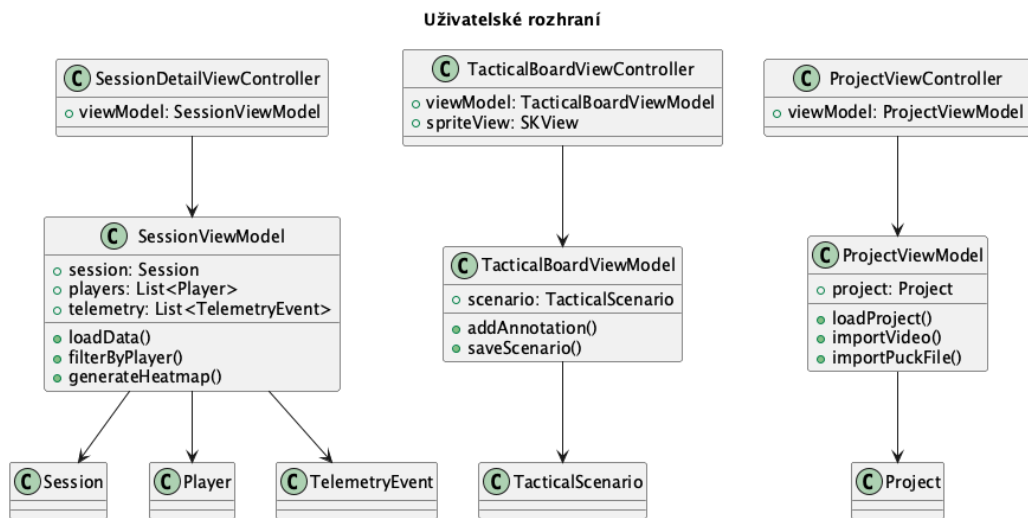 Uživatelské rozhraní
C SessionDetailViewController
viewModel: SessionViewModel
C TacticalBoardViewController
viewModel: TacticalBoardViewModel
spriteView: SKView
C ProjectViewController
viewModel: ProjectViewModel
C SessionViewModel
session: Session
players: List<Player>
telemetry: List<TelemetryEvent>
loadData()
filterByPlayer()
generateHeatmap()
C TacticalBoardViewModel
scenario: TacticalScenario
addAnnotation()
saveScenario()
C ProjectViewModel
project: Project
loadProject()
importVideo()
importPuckFile()
C Session
C Player
C TelemetryEvent
C TacticalScenario
C Project